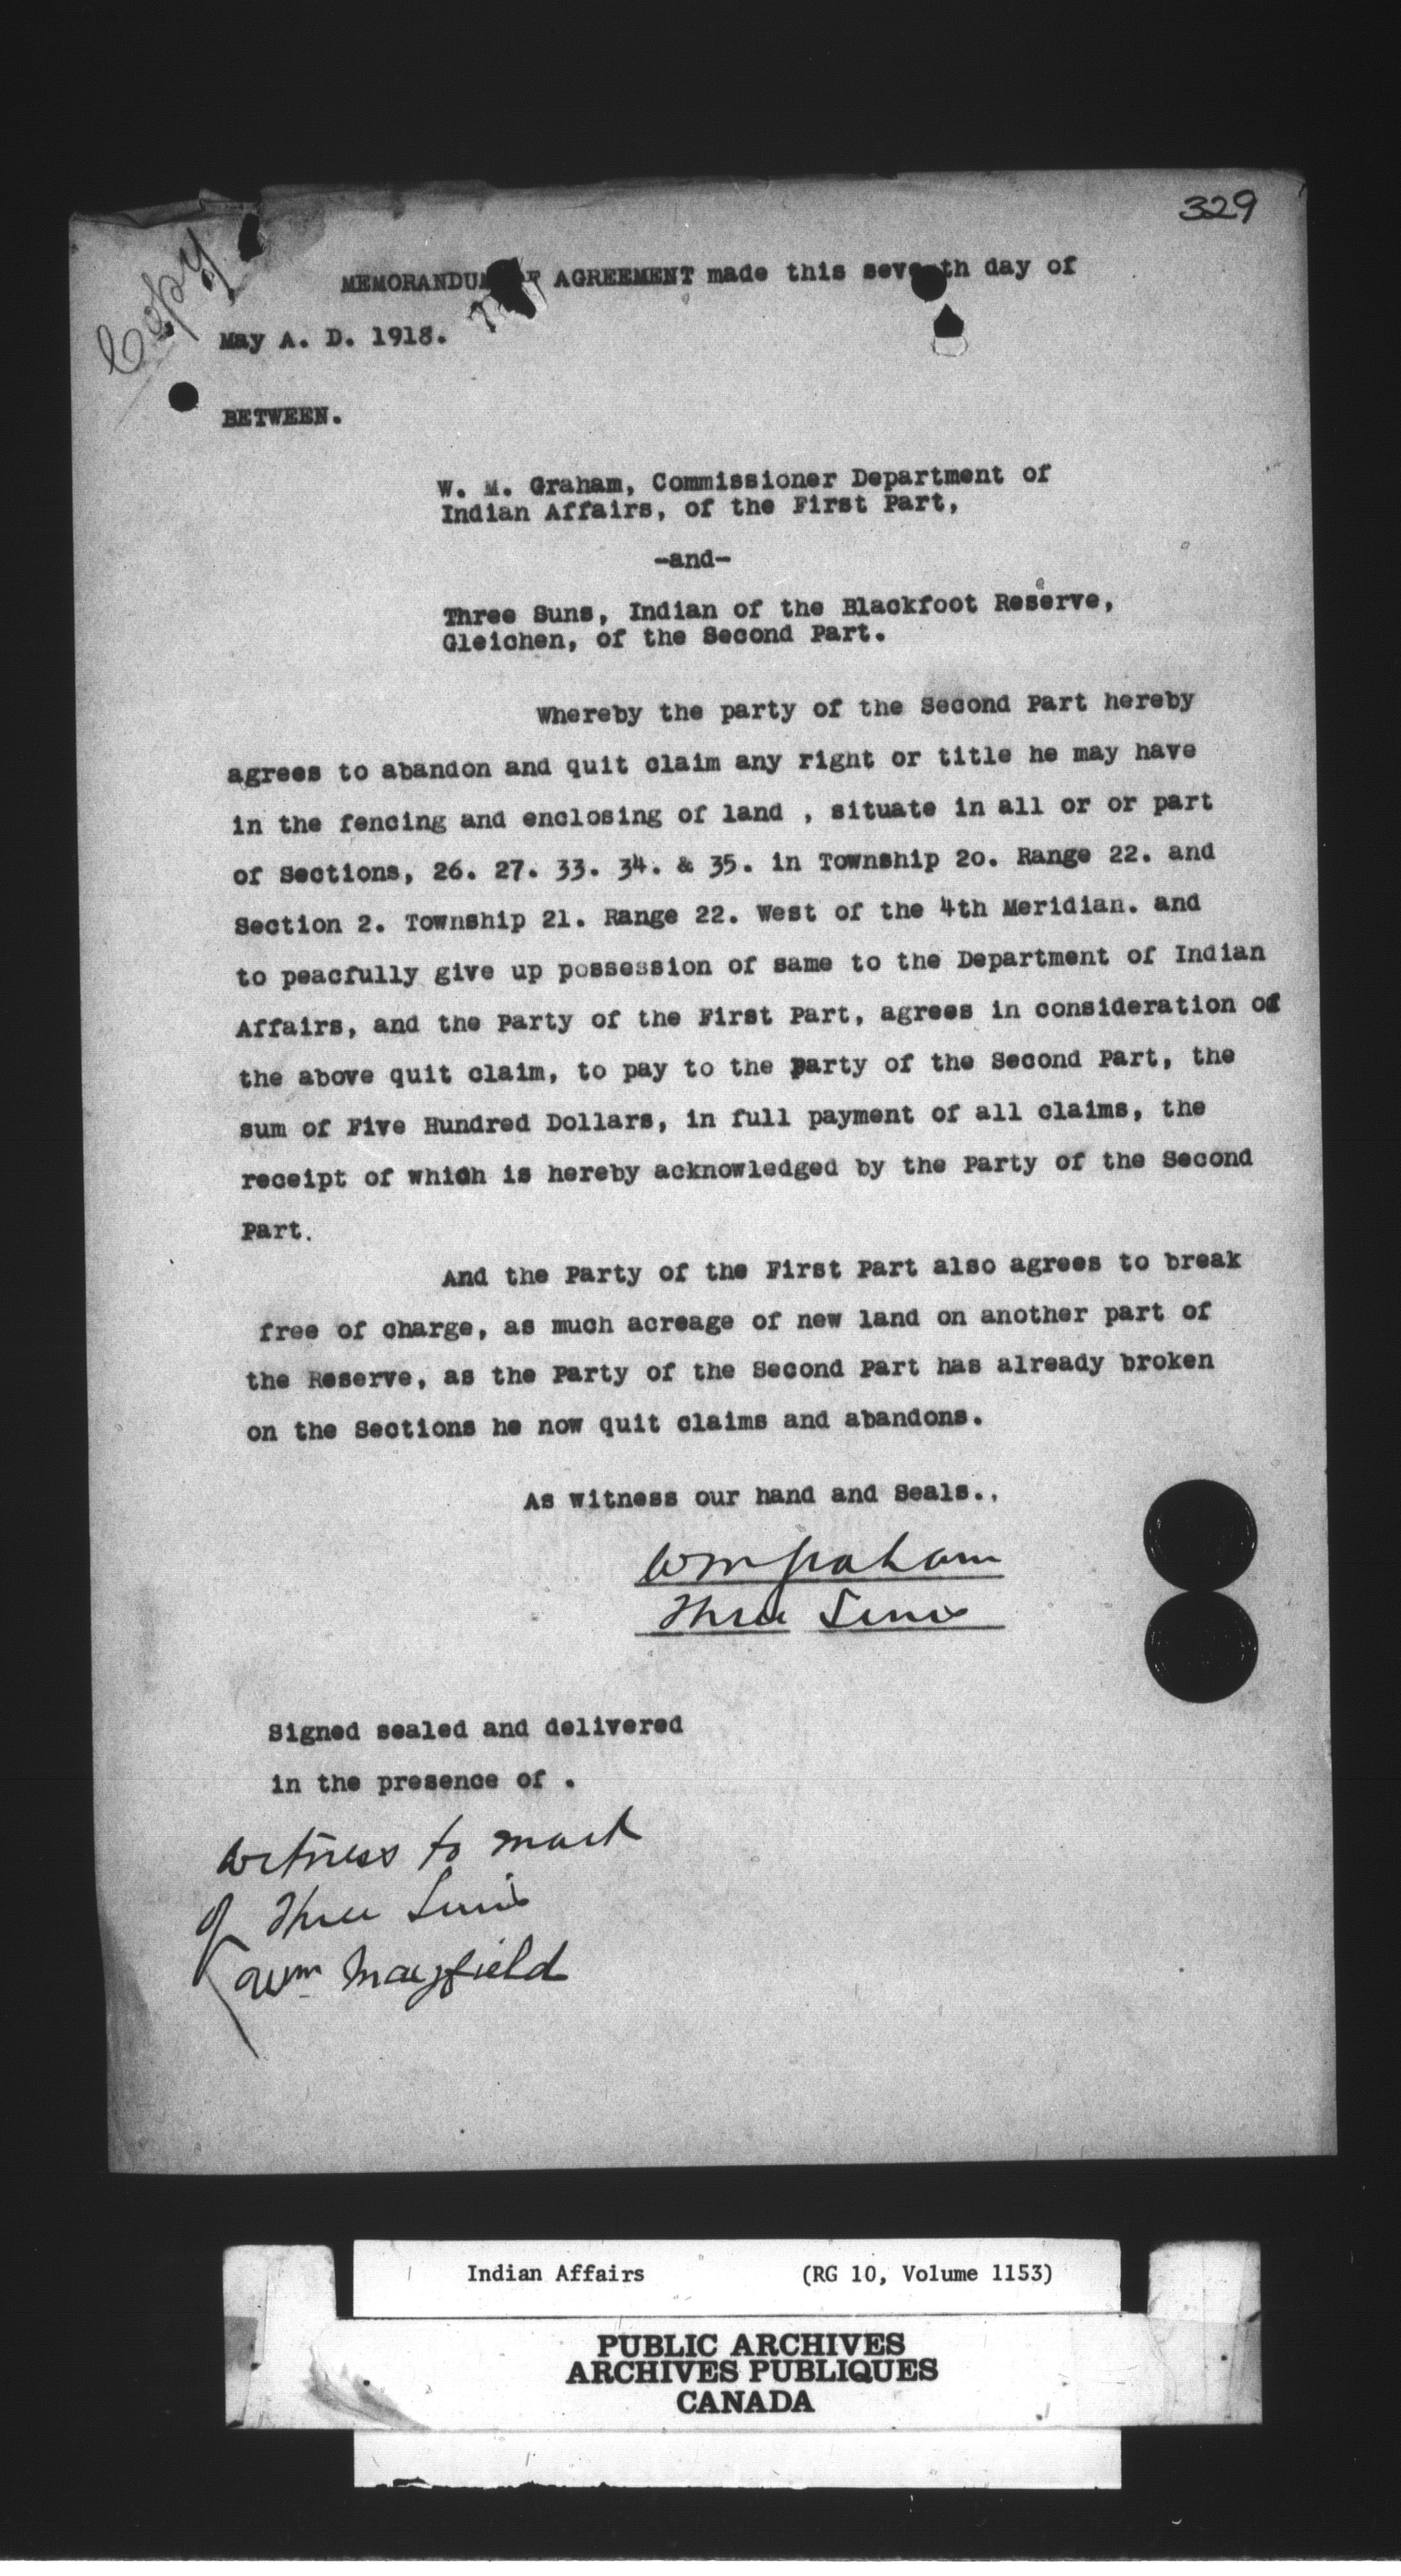 329
Copy
MEMORANDUM OF AGREEMENT made this seventh day of
May A. D. 1918.
BETWEEN.
W. M. Graham, Commissioner Department of
Indian Affairs, of the First Part,
-and-
Three Suns, Indian of the Blackfoot Reserve,
Gleichen, of the Second Part.
Whereby the party of the Second Part hereby
agrees to abandon and quit claim any right or title he may have
in the fencing and enclosing of land , situate in all or or part
of Sections, 26. 27. 33. 34. & 35. in Township 20. Range 22. and
Section 2. Township 21. Range 22. West of the 4th Meridian. and
to peacfully give up possession of same to the Department of Indian
Affairs, and the Party of the First Part, agrees in consideration of
the above quit claim, to pay to the party of the Second Part, the
sum of Five Hundred Dollars, in full payment of all claims, the
receipt of which is hereby acknowledged by the Party of the Second
Part.
And the Party of the First Part also agrees to break
free of charge, as much acreage of new land on another part of
the Reserve, as the Party of the Second Part has already broken
on the Sections he now quit claims and abandons.
As witness our hand and Seals..
W m Graham
Three Suns
Signed sealed and delivered
in the presence of .
Witness to mark
of Three Suns
Wm Mayfield
Indian Affairs (RG 10, Volume 1153)
PUBLIC ARCHIVES
ARCHIVES PUBLIQUES
CANADA